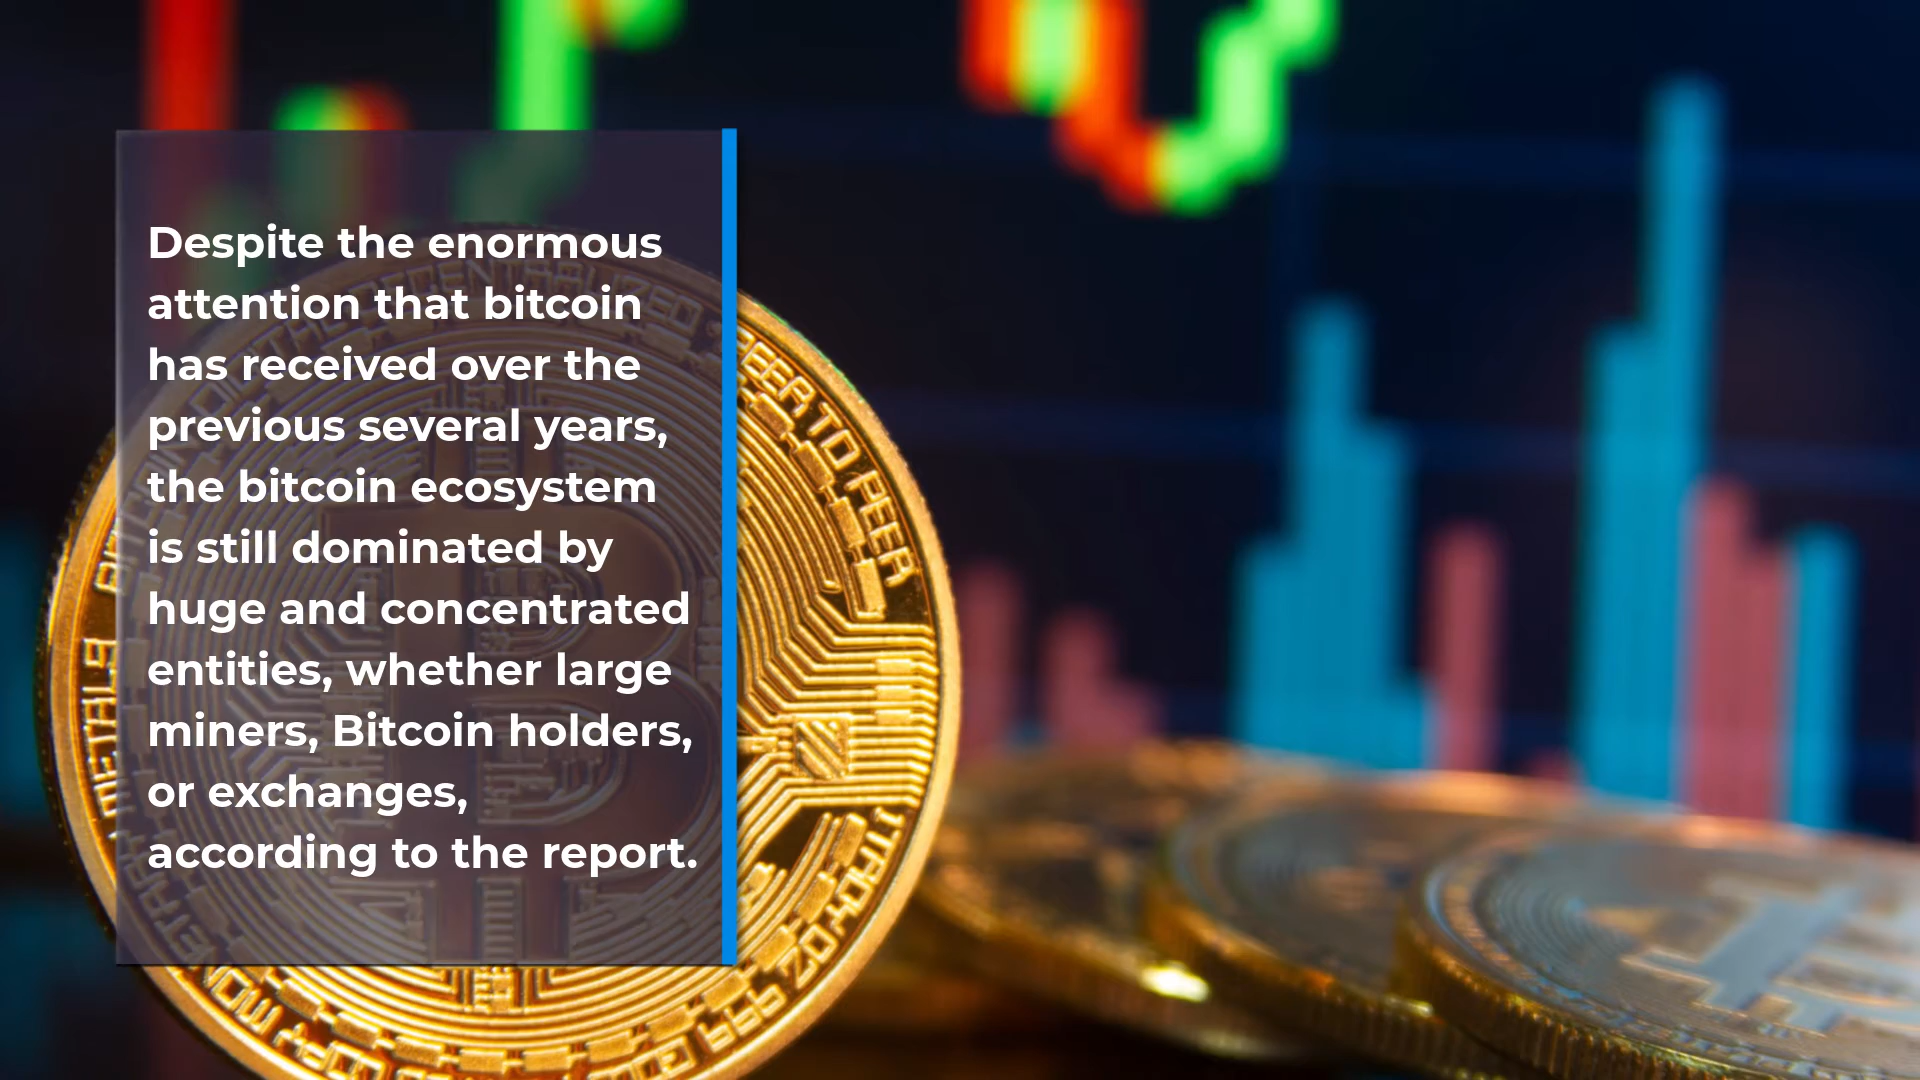 Despite the enormous
attention that bitcoin
has received over the
previous several years,
the bitcoin ecosystem
is still dominated by
huge and concentrated
entities, whether large
miners, Bitcoin holders,
or exchanges,
according to the report.
DECENTRALIZED
PEER TO PEER